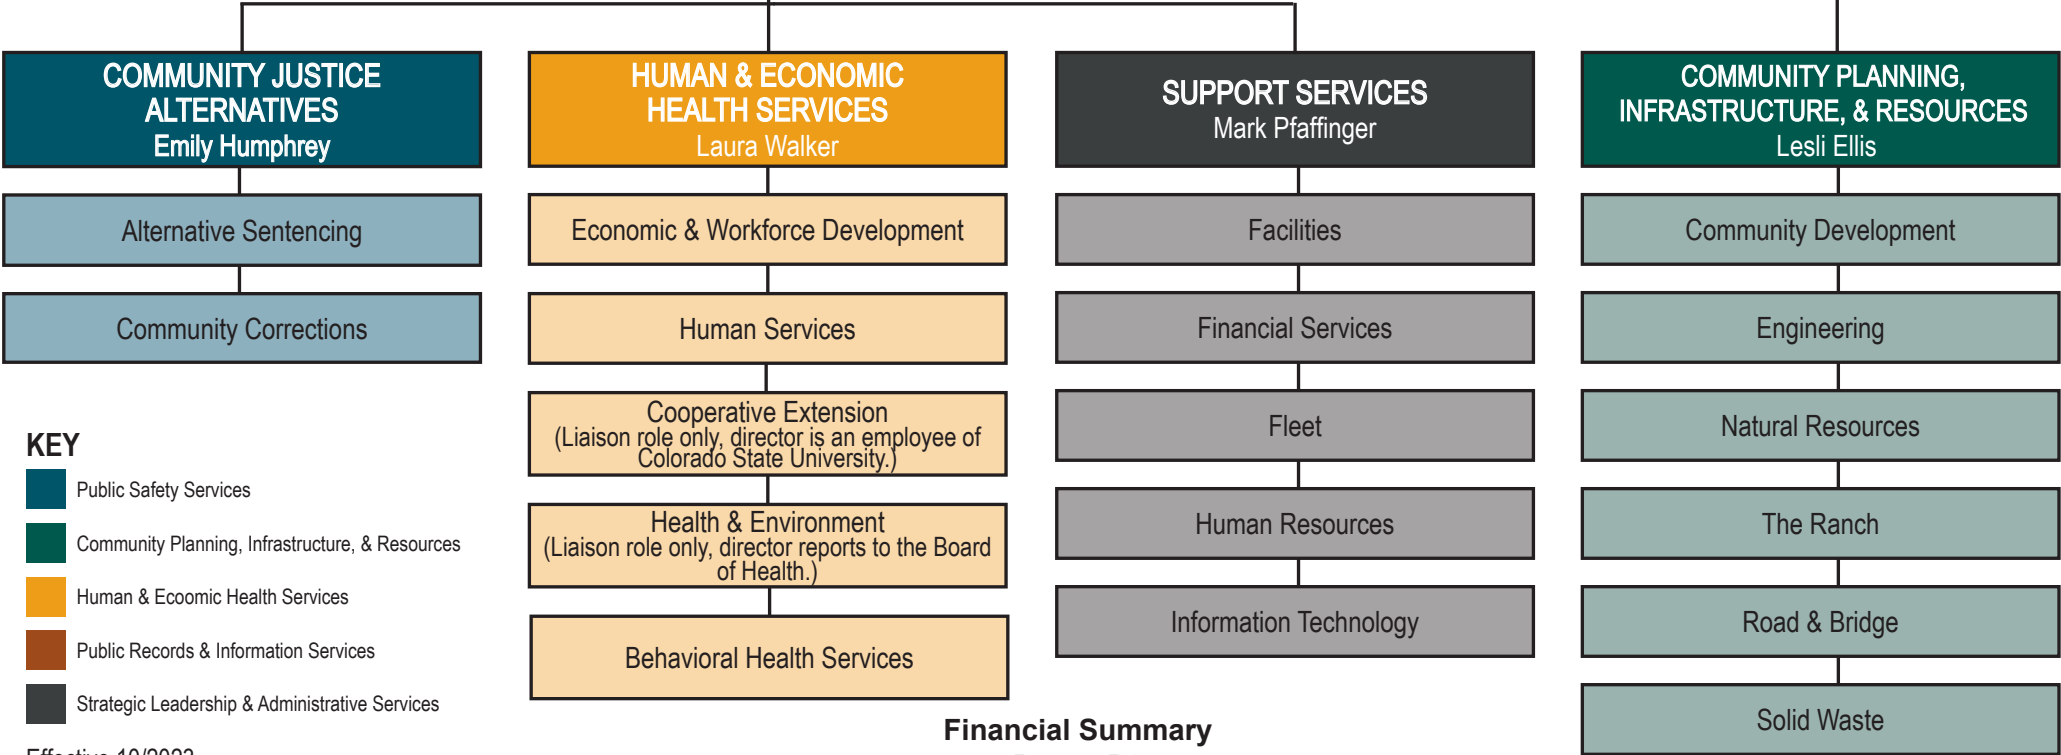 COMMUNITY JUSTICE
ALTERNATIVES
Emily Humphrey
Alternative Sentencing
Community Corrections
HUMAN & ECONOMIC
HEALTH SERVICES
Laura Walker
Economic & Workforce Development
Human Services
Cooperative Extension
(Liaison role only, director is an employee of
Colorado State University.)
Health & Environment
(Liaison role only, director reports to the Board
of Health.)
Behavioral Health Services
SUPPORT SERVICES
Mark Pfaffinger
Facilities
Financial Services
Fleet
Human Resources
Information Technology
COMMUNITY PLANNING,
INFRASTRUCTURE, & RESOURCES
Lesli Ellis
Community Development
Engineering
Natural Resources
The Ranch
Road & Bridge
Solid Waste
KEY
Public Safety Services
Community Planning, Infrastructure, & Resources
Human & Ecoomic Health Services
Public Records & Information Services
Strategic Leadership & Administrative Services
Effective 10/2023
Financial Summary